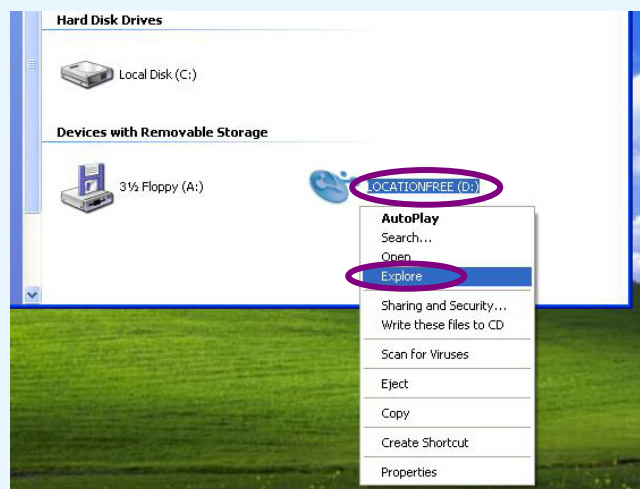 Hard Disk Drives
Local Disk (C:)
Devices with Removable Storage
3½ Floppy (A:)
LOCATIONFREE (D:)
AutoPlay
Search...
Open
Explore
Sharing and Security...
Write these files to CD
Scan for Viruses
Eject
Copy
Create Shortcut
Properties